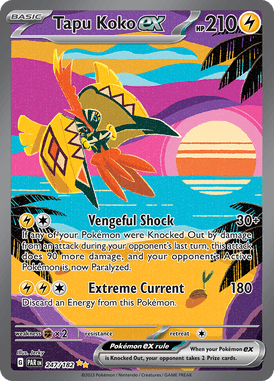 BASIC
Tapu Koko ex HP 210
Vengeful Shock 30+
If any of your Pokémon were Knocked Out by damage
from an attack during your opponent's last turn, this attack
does 90 more damage, and your opponent's Active
Pokémon is now Paralyzed.
Extreme Current 180
Discard an Energy from this Pokémon.
weakness ×2 resistance retreat
Illus. Jerky
G PAR EN 247/182
Pokémon ex rule
When your Pokémon ex
is Knocked Out, your opponent takes 2 Prize cards.
©2023 Pokémon / Nintendo / Creatures / GAME FREAK